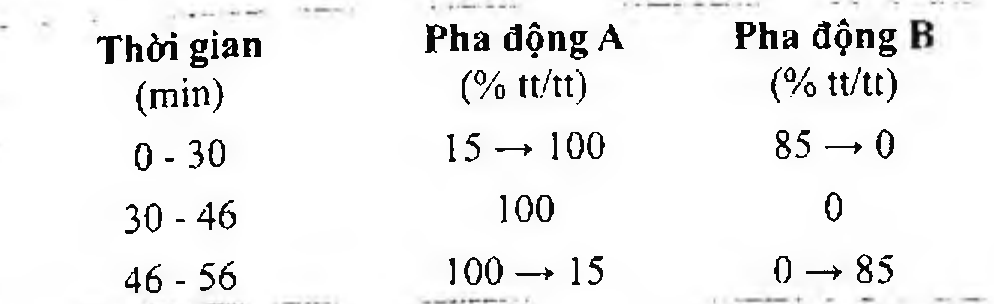 Thời gian Pha động A Pha động B
(min) (% tt/tt) (% tt/tt)
0 - 30 15 → 100 85 → 0
30 - 46 100 0
46 - 56 100 → 15 0 → 85